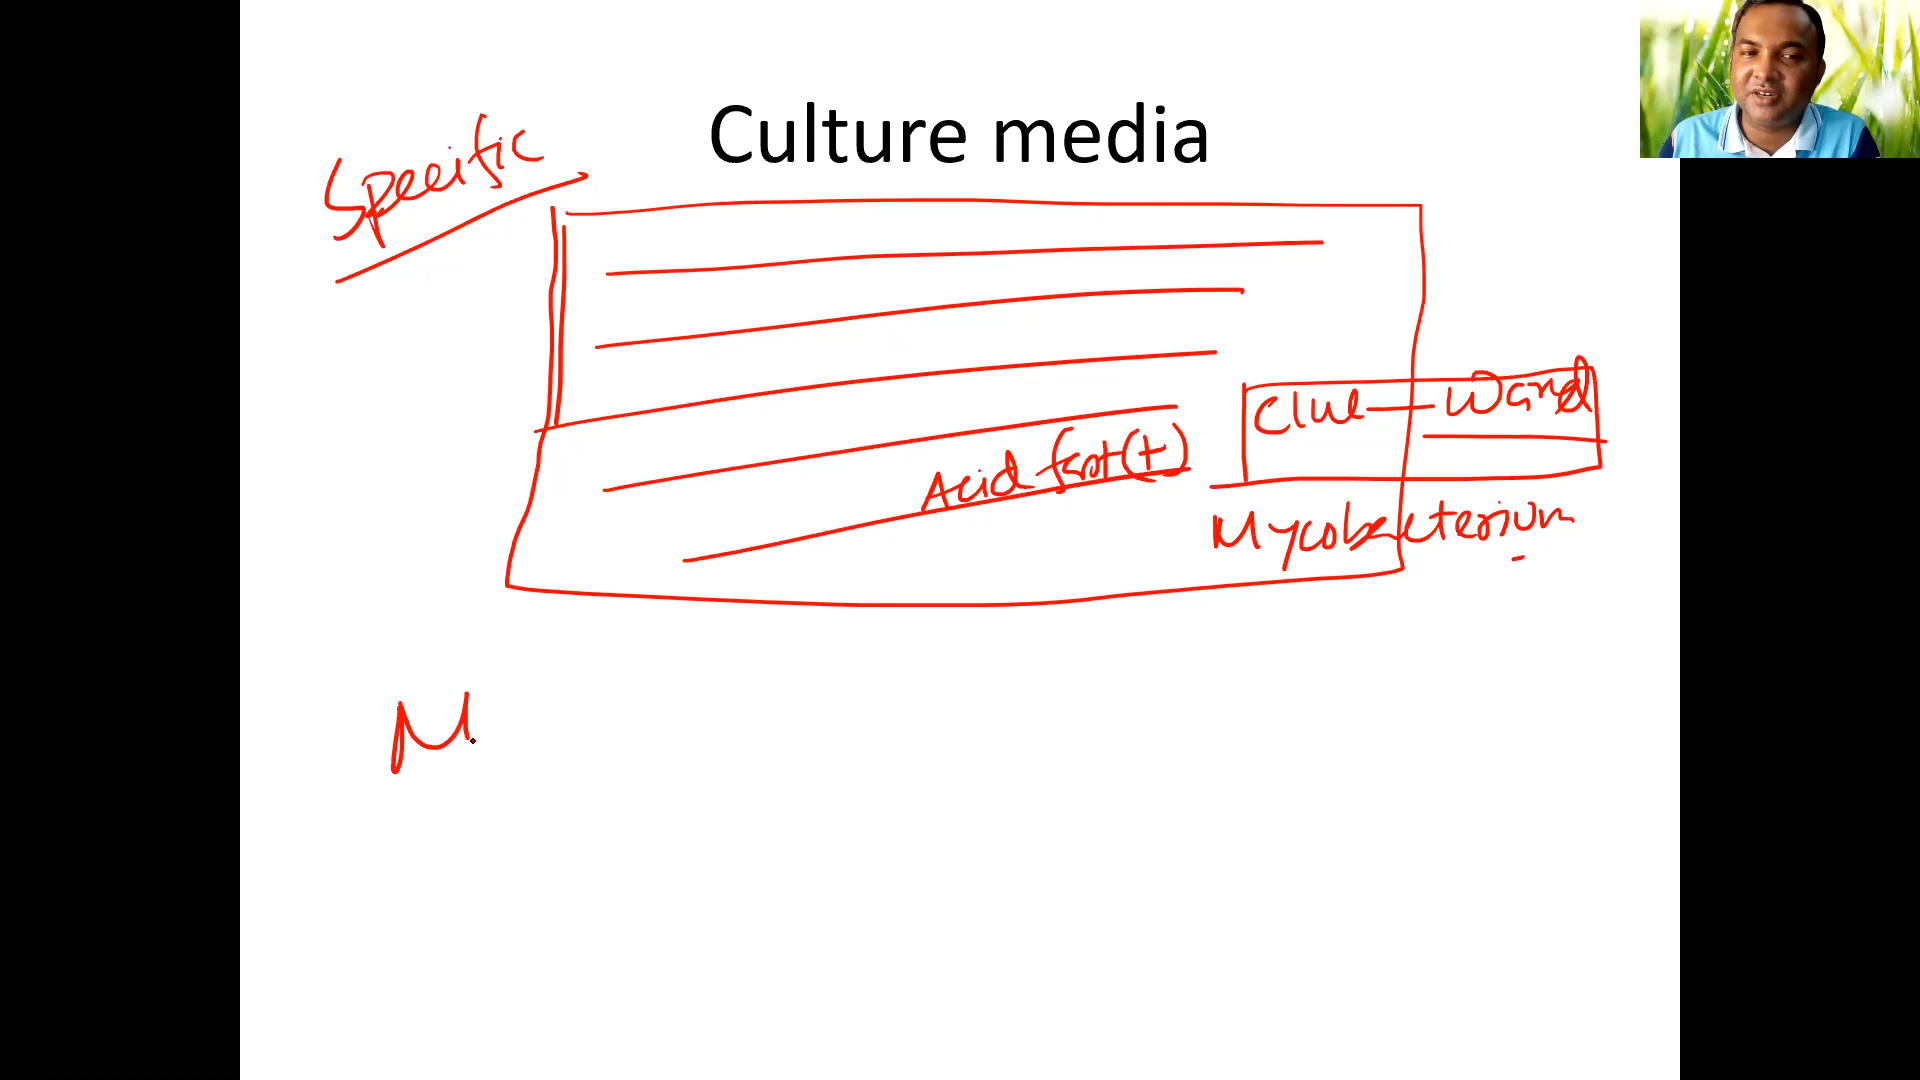 Culture media
Specific
Clue — Word
Acid fast (+)
Mycobacterium
M